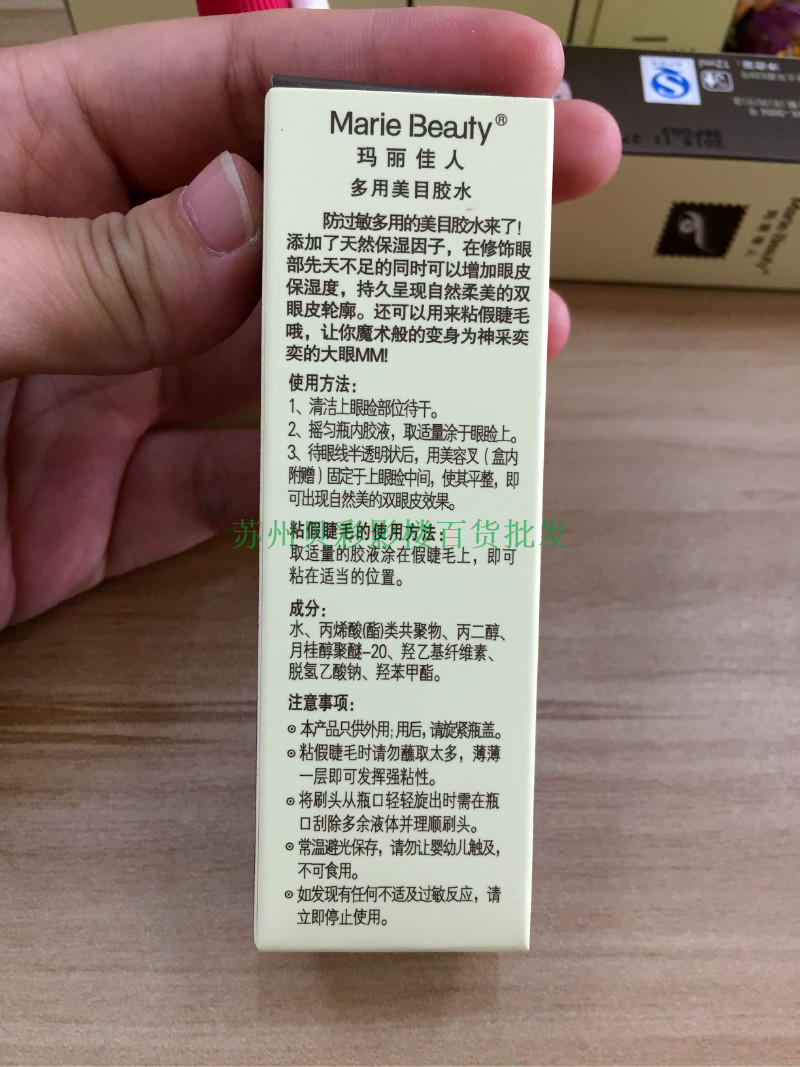 Marie Beauty®
玛丽佳人
多用美目胶水
防过敏多用的美目胶水来了!
添加了天然保湿因子，在修饰眼
部先天不足的同时可以增加眼皮
保湿度，持久呈现自然柔美的双
眼皮轮廓。还可以用来粘假睫毛
哦，让你魔术般的变身为神采奕
奕的大眼MM!
使用方法：
1、清洁上眼睑部位待干。
2、摇匀瓶内胶液，取适量涂于眼睑上。
3、待眼线半透明状后，用美容叉（盒内
附赠）固定于上眼睑中间，使其平整，即
可出现自然美的双眼皮效果。
粘假睫毛的使用方法：
苏州贝彩影楼百货批发
取适量的胶液涂在假睫毛上，即可
粘在适当的位置。
成分：
水、丙烯酸(酯)类共聚物、丙二醇、
月桂醇聚醚-20、羟乙基纤维素、
脱氢乙酸钠、羟苯甲酯。
注意事项：
⊙本产品只供外用；用后，请旋紧瓶盖。
⊙粘假睫毛时请勿蘸取太多，薄薄
一层即可发挥强粘性。
⊙将刷头从瓶口轻轻旋出时需在瓶
口刮除多余液体并理顺刷头。
⊙常温避光保存，请勿让婴幼儿触及，
不可食用。
⊙如发现有任何不适及过敏反应，请
立即停止使用。
净含量：12ml
Marie Beauty®
玛丽佳人